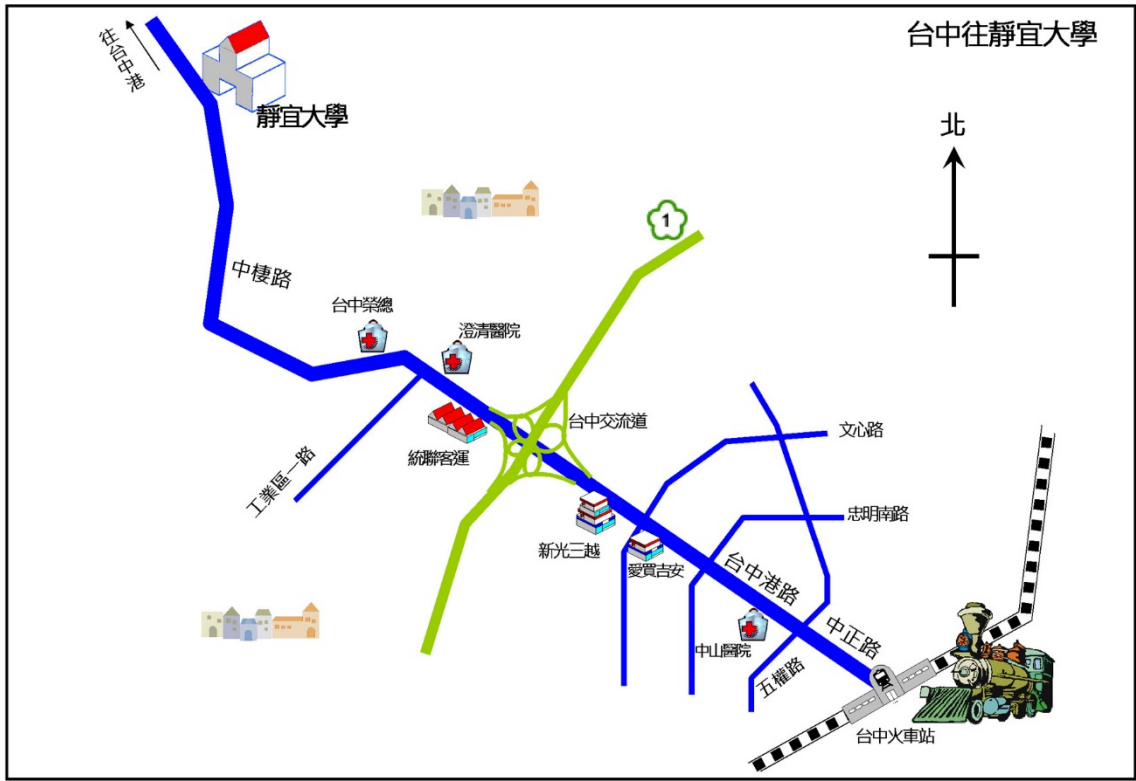 台中往靜宜大學
往台中港
靜宜大學
北
1
中棲路
台中榮總
澄清醫院
台中交流道
統聯客運
文心路
工業區一路
忠明南路
新光三越
愛買吉安
台中港路
中正路
中山醫院
五權路
台中火車站